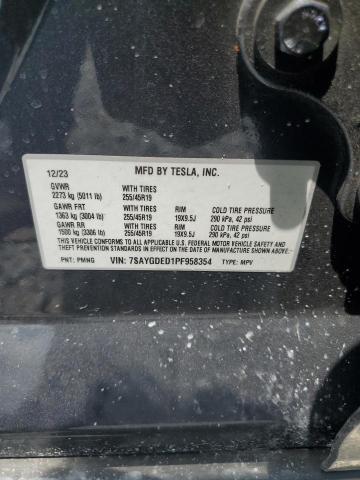 12/23 MFD BY TESLA, INC.
GVWR WITH TIRES
2273 kg (5011 lb) 255/45R19
GAWR FRT WITH TIRES RIM COLD TIRE PRESSURE
1363 kg (3004 lb) 255/45R19 19X9.5J 290 kPa, 42 psi
GAWR RR WITH TIRES RIM COLD TIRE PRESSURE
1500 kg (3306 lb) 255/45R19 19X9.5J 290 kPa, 42 psi
THIS VEHICLE CONFORMS TO ALL APPLICABLE FEDERAL MOTOR VEHICLE SAFETY
STANDARDS IN EFFECT ON THE DATE OF MANUFACTURE SHOWN ABOVE.
PNT: PMNG VIN: 7SAYGDED1PF958354 TYPE: MPV